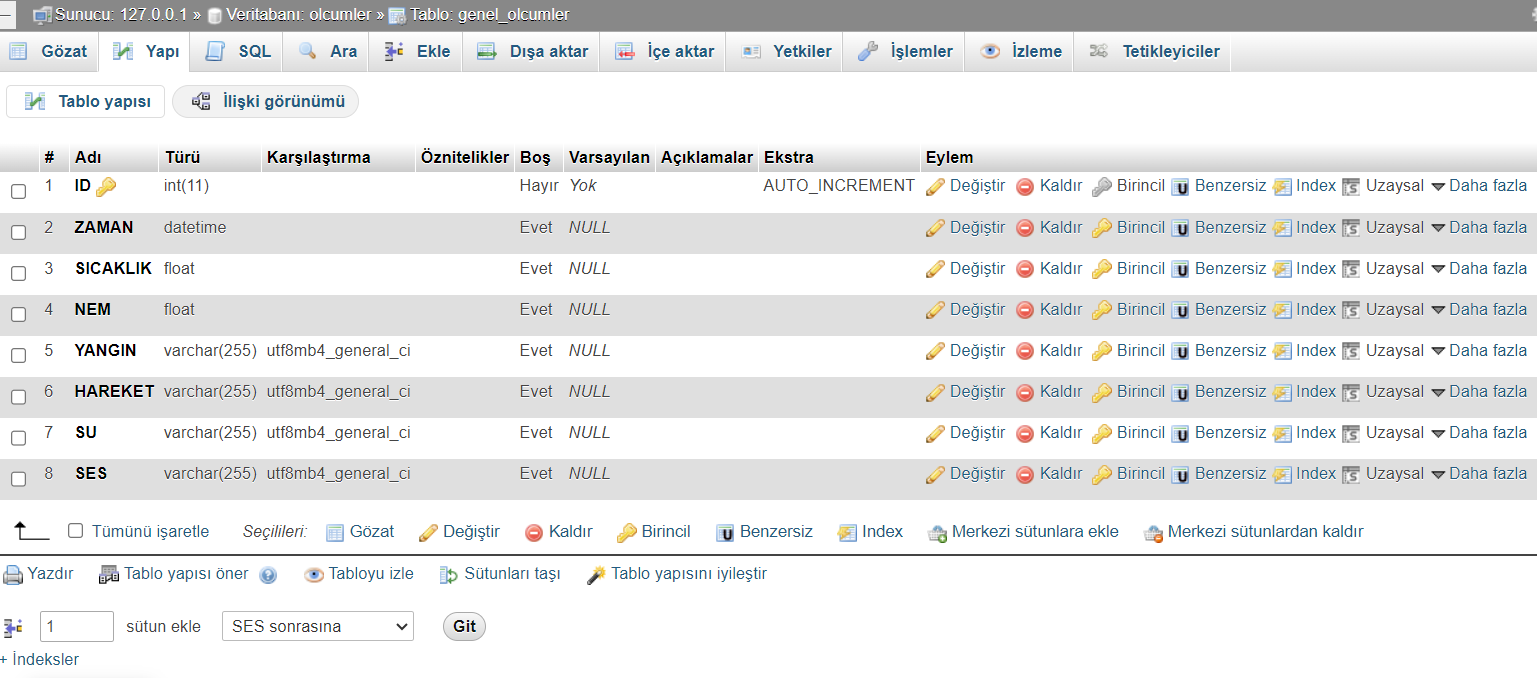 Sunucu: 127.0.0.1 » Veritabanı: olcumler » Tablo: genel_olcumler
Gözat Yapı SQL Ara Ekle Dışa aktar İçe aktar Yetkiler İşlemler İzleme Tetikleyiciler
Tablo yapısı İlişki görünümü
# Adı Türü Karşılaştırma Öznitelikler Boş Varsayılan Açıklamalar Ekstra Eylem
1 ID int(11) Hayır Yok AUTO_INCREMENT Değiştir Kaldır Birincil Benzersiz Index Uzaysal Daha fazla
2 ZAMAN datetime Evet NULL Değiştir Kaldır Birincil Benzersiz Index Uzaysal Daha fazla
3 SICAKLIK float Evet NULL Değiştir Kaldır Birincil Benzersiz Index Uzaysal Daha fazla
4 NEM float Evet NULL Değiştir Kaldır Birincil Benzersiz Index Uzaysal Daha fazla
5 YANGIN varchar(255) utf8mb4_general_ci Evet NULL Değiştir Kaldır Birincil Benzersiz Index Uzaysal Daha fazla
6 HAREKET varchar(255) utf8mb4_general_ci Evet NULL Değiştir Kaldır Birincil Benzersiz Index Uzaysal Daha fazla
7 SU varchar(255) utf8mb4_general_ci Evet NULL Değiştir Kaldır Birincil Benzersiz Index Uzaysal Daha fazla
8 SES varchar(255) utf8mb4_general_ci Evet NULL Değiştir Kaldır Birincil Benzersiz Index Uzaysal Daha fazla
Tümünü işaretle Seçilileri: Gözat Değiştir Kaldır Birincil Benzersiz Index Merkezi sütunlara ekle Merkezi sütunlardan kaldır
Yazdır Tablo yapısı öner Tabloyu izle Sütunları taşı Tablo yapısını iyileştir
1 sütun ekle SES sonrasına Git
+ İndeksler